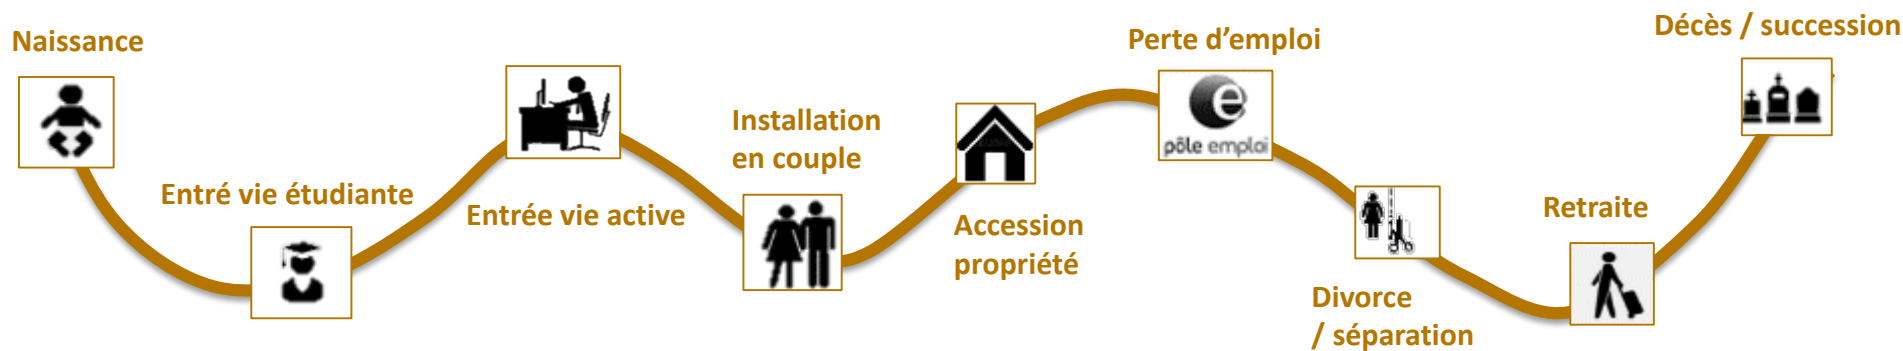 Naissance
Entré vie étudiante
Entrée vie active
Installation
en couple
Accession
propriété
Perte d’emploi
e
pôle emploi
Divorce
/ séparation
Retraite
Décès / succession